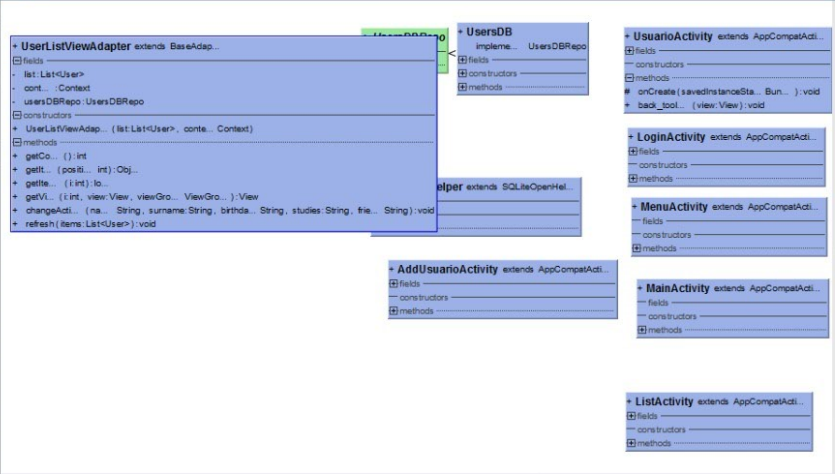 + UserListViewAdapter extends BaseAdap...
fields
- list:List<User>
- cont... :Context
- usersDBRepo:UsersDBRepo
constructors
+ UserListViewAdap... (list:List<User>, conte... Context)
methods
+ getCo... ():int
+ getIt... (positi... int):Obj...
+ getIte... (i:int):lo...
+ getVi... (i:int, view:View, viewGro... ViewGro... ):View
+ changeActi... (na... String, surname:String, birthda... String, studies:String, frie... String):void
+ refresh(items:List<User>):void
UsersDBRepo
+ UsersDB
impleme... UsersDBRepo
fields
constructors
methods
elper extends SQLiteOpenHel...
+ AddUsuarioActivity extends AppCompatActi...
fields
constructors
methods
+ UsuarioActivity extends AppCompatActi...
fields
constructors
methods
# onCreate(savedInstanceSta... Bun... ):void
+ back_tool... (view:View):void
+ LoginActivity extends AppCompatActi...
fields
constructors
methods
+ MenuActivity extends AppCompatActi...
fields
constructors
methods
+ MainActivity extends AppCompatActi...
fields
constructors
methods
+ ListActivity extends AppCompatActi...
fields
constructors
methods